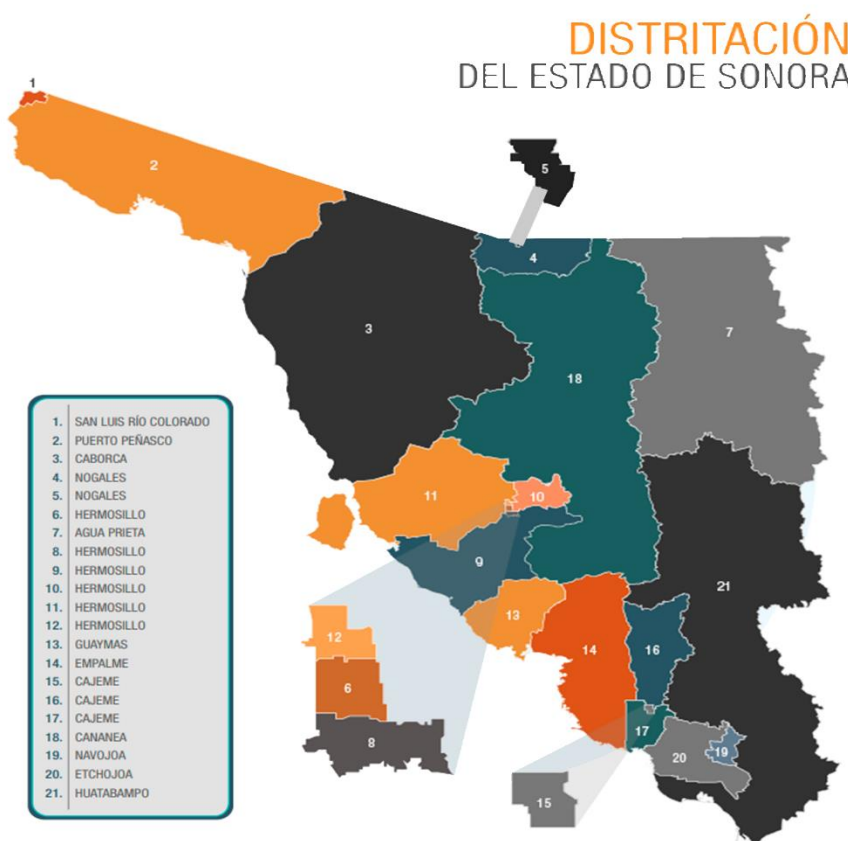 DISTRITACIÓN
DEL ESTADO DE SONORA
1
2
5
4
3
7
18
11
10
9
21
13
12
14
16
6
8
17
20
19
15
1. SAN LUIS RÍO COLORADO
2. PUERTO PEÑASCO
3. CABORCA
4. NOGALES
5. NOGALES
6. HERMOSILLO
7. AGUA PRIETA
8. HERMOSILLO
9. HERMOSILLO
10. HERMOSILLO
11. HERMOSILLO
12. HERMOSILLO
13. GUAYMAS
14. EMPALME
15. CAJEME
16. CAJEME
17. CAJEME
18. CANANEA
19. NAVOJOA
20. ETCHOJOA
21. HUATABAMPO